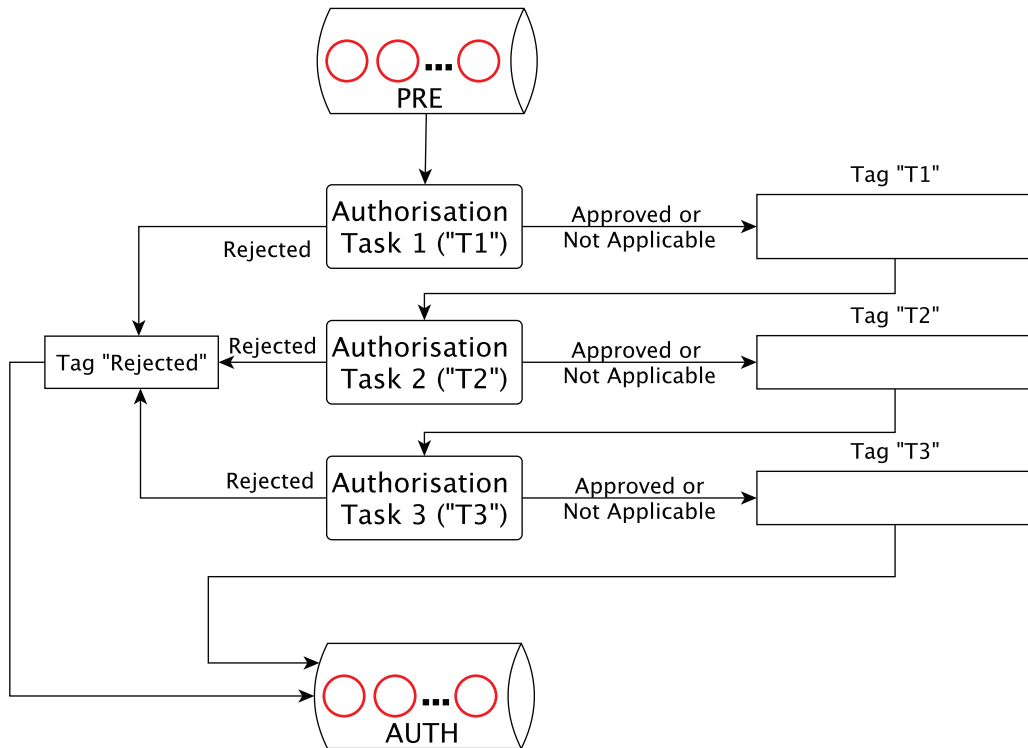 ...
PRE
Tag "T1"
Authorisation
Task 1 ("T1")
Approved or
Not Applicable
Rejected
Tag "T2"
Authorisation
Task 2 ("T2")
Approved or
Not Applicable
Rejected
Tag "Rejected"
Tag "T3"
Authorisation
Task 3 ("T3")
Approved or
Not Applicable
Rejected
...
AUTH